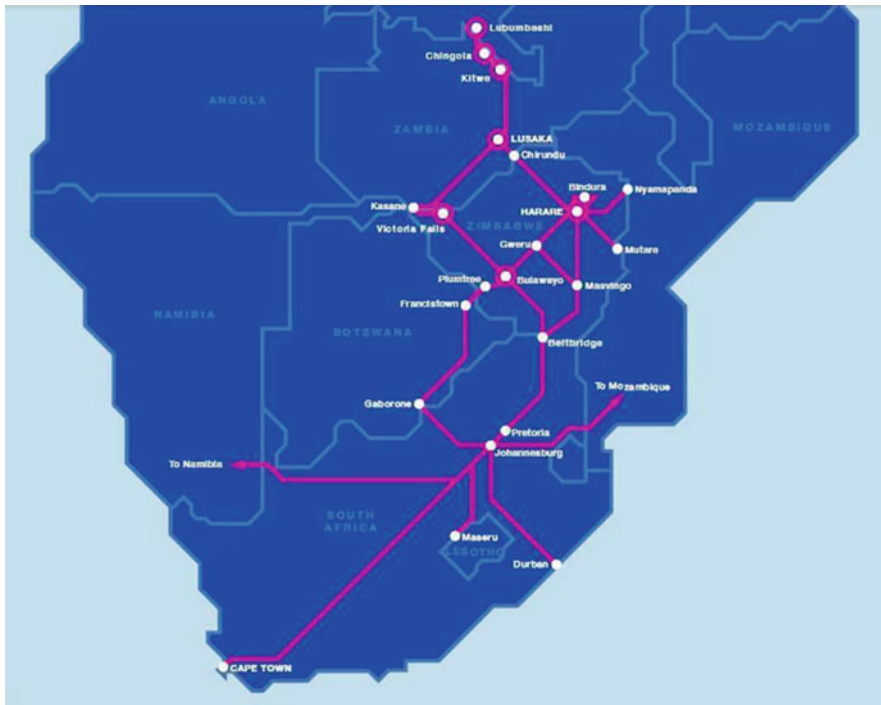 Lubumbashi
Chingola
Kitwe
ANGOLA
ZAMBIA
MOZAMBIQUE
LUSAKA
Chirundu
Bindura
Nyamapanda
Kasane
HARARE
Victoria Falls
ZIMBABWE
Gweru
Mutare
Plumtree
Bulawayo
Masvingo
Francistown
NAMIBIA
BOTSWANA
Beitbridge
To Mozambique
Gaborone
Pretoria
Johannesburg
To Namibia
SOUTH
AFRICA
Maseru
LESOTHO
Durban
CAPE TOWN